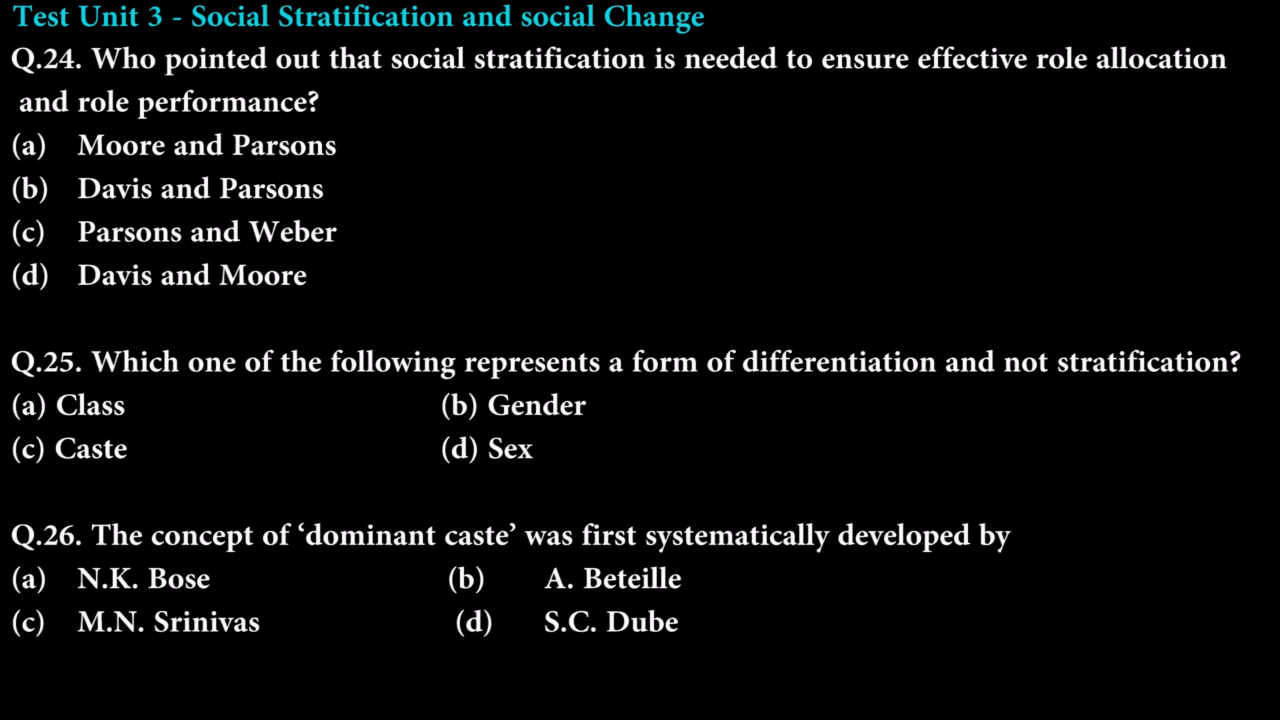 Test Unit 3 - Social Stratification and social Change
Q.24. Who pointed out that social stratification is needed to ensure effective role allocation
and role performance?
(a) Moore and Parsons
(b) Davis and Parsons
(c) Parsons and Weber
(d) Davis and Moore
Q.25. Which one of the following represents a form of differentiation and not stratification?
(a) Class (b) Gender
(c) Caste (d) Sex
Q.26. The concept of ‘dominant caste’ was first systematically developed by
(a) N.K. Bose (b) A. Beteille
(c) M.N. Srinivas (d) S.C. Dube